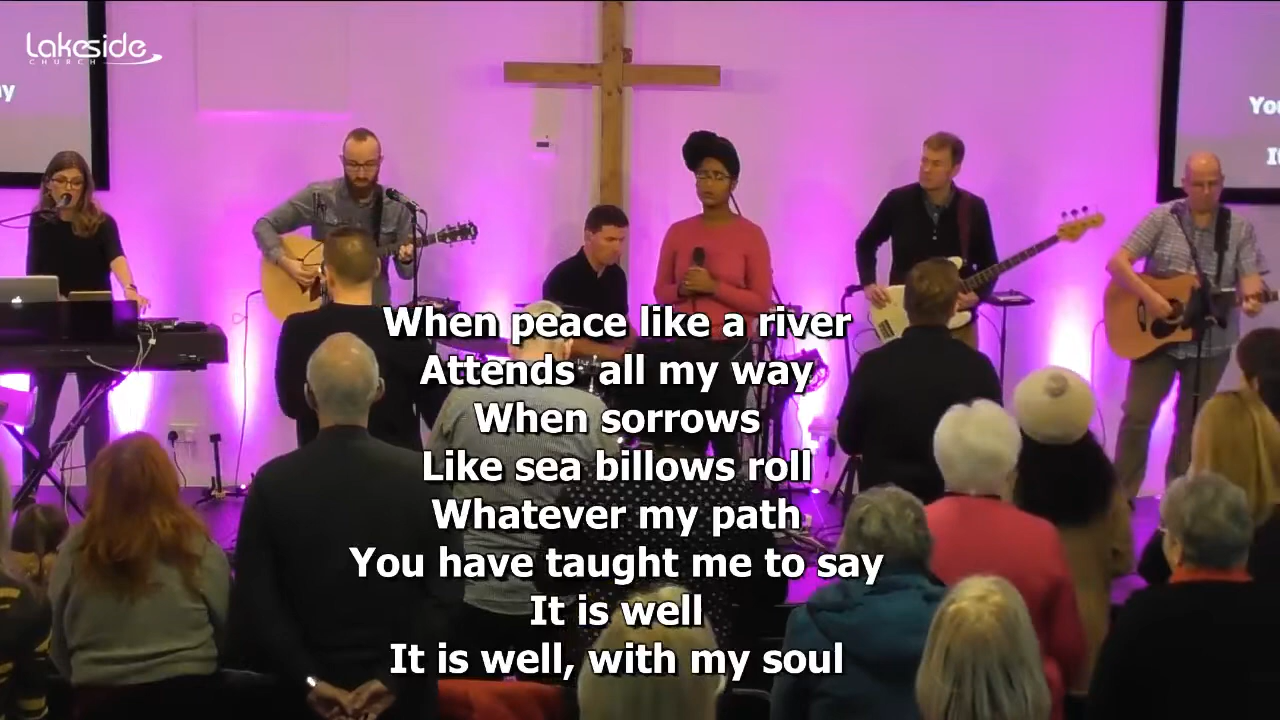 Lakeside
CHURCH
When peace like a river
Attends all my way
When sorrows
Like sea billows roll
Whatever my path
You have taught me to say
It is well
It is well, with my soul